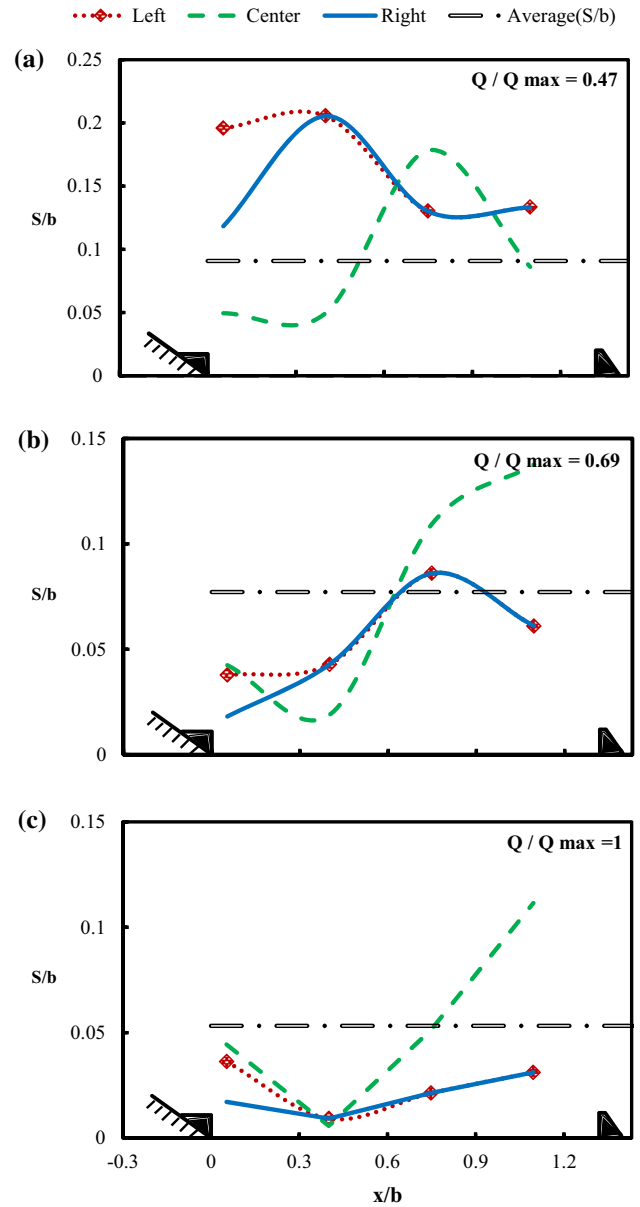 Left Center Right Average(S/b)
(a)
0.25
Q / Q max = 0.47
0.2
0.15
S/b
0.1
0.05
0
(b)
0.15
Q / Q max = 0.69
0.1
S/b
0.05
0
(c)
0.15
Q / Q max =1
0.1
S/b
0.05
0
-0.3 0 0.3 0.6 0.9 1.2
x/b